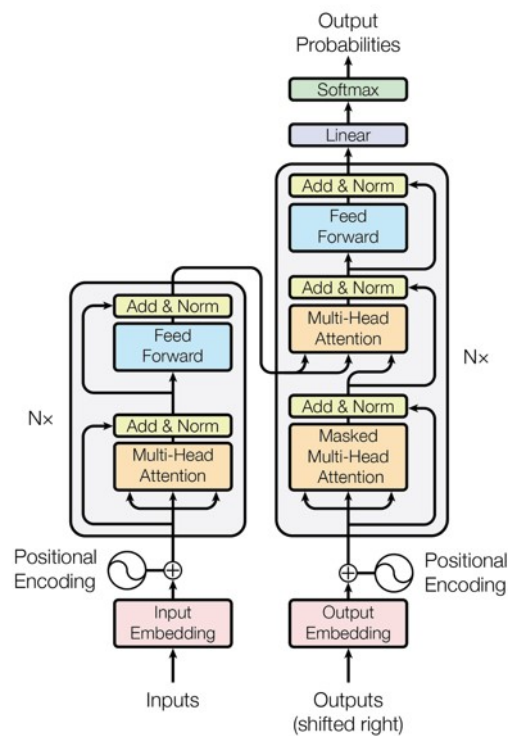 Output
Probabilities
Softmax
Linear
Add & Norm
Feed
Forward
Add & Norm
Multi-Head
Attention
Add & Norm
Masked
Multi-Head
Attention
N×
Positional
Encoding
Output
Embedding
Outputs
(shifted right)
Add & Norm
Feed
Forward
Add & Norm
Multi-Head
Attention
N×
Positional
Encoding
Input
Embedding
Inputs